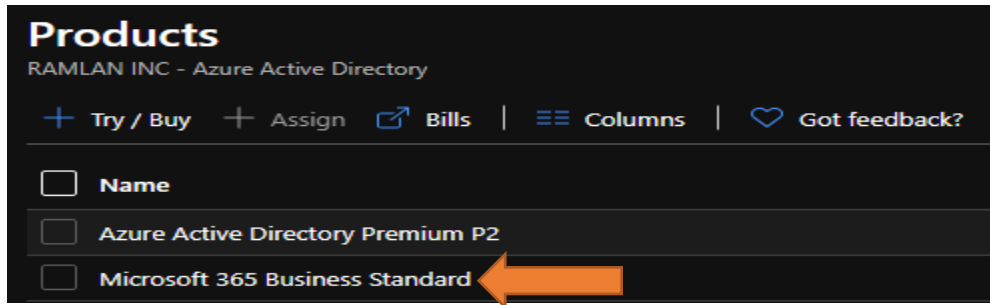 Products
RAMLAN INC - Azure Active Directory
Try / Buy Assign Bills Columns Got feedback?
Name
Azure Active Directory Premium P2
Microsoft 365 Business Standard